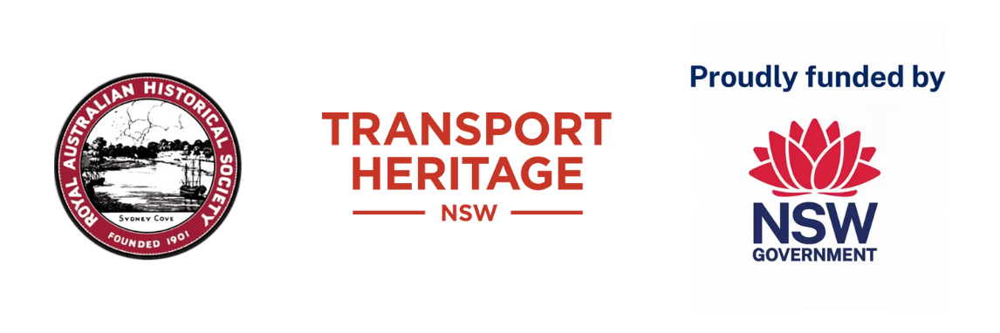 ROYAL AUSTRALIAN HISTORICAL SOCIETY
SYDNEY COVE
FOUNDED 1901
TRANSPORT
HERITAGE
NSW
Proudly funded by
NSW
GOVERNMENT